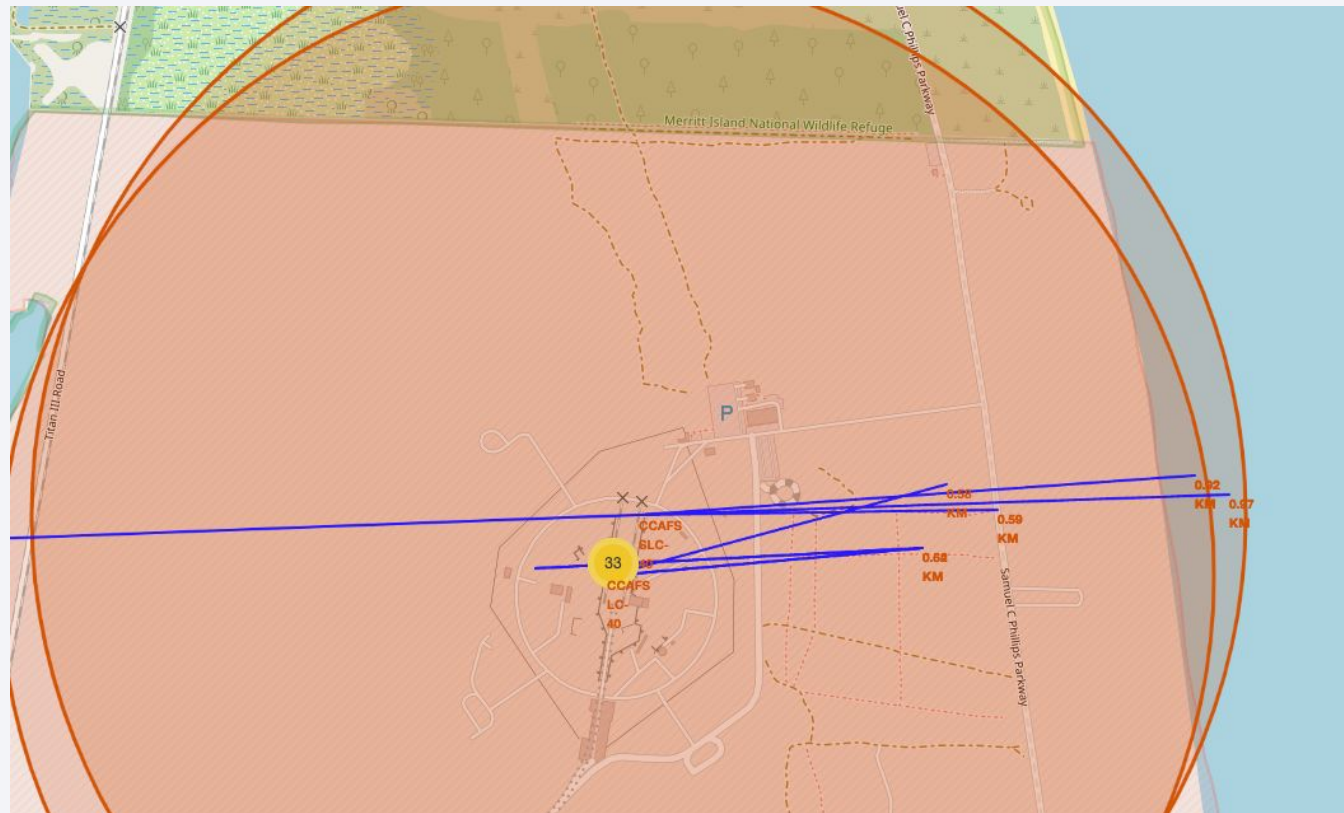 Samuel C Phillips Parkway
Merritt Island National Wildlife Refuge
Titan III Road
P
0.92
KM
0.97
KM
KM
0.59
KM
CCAFS
SLC-
33
KM
CCAFS
LC-
40
Samuel C Phillips Parkway